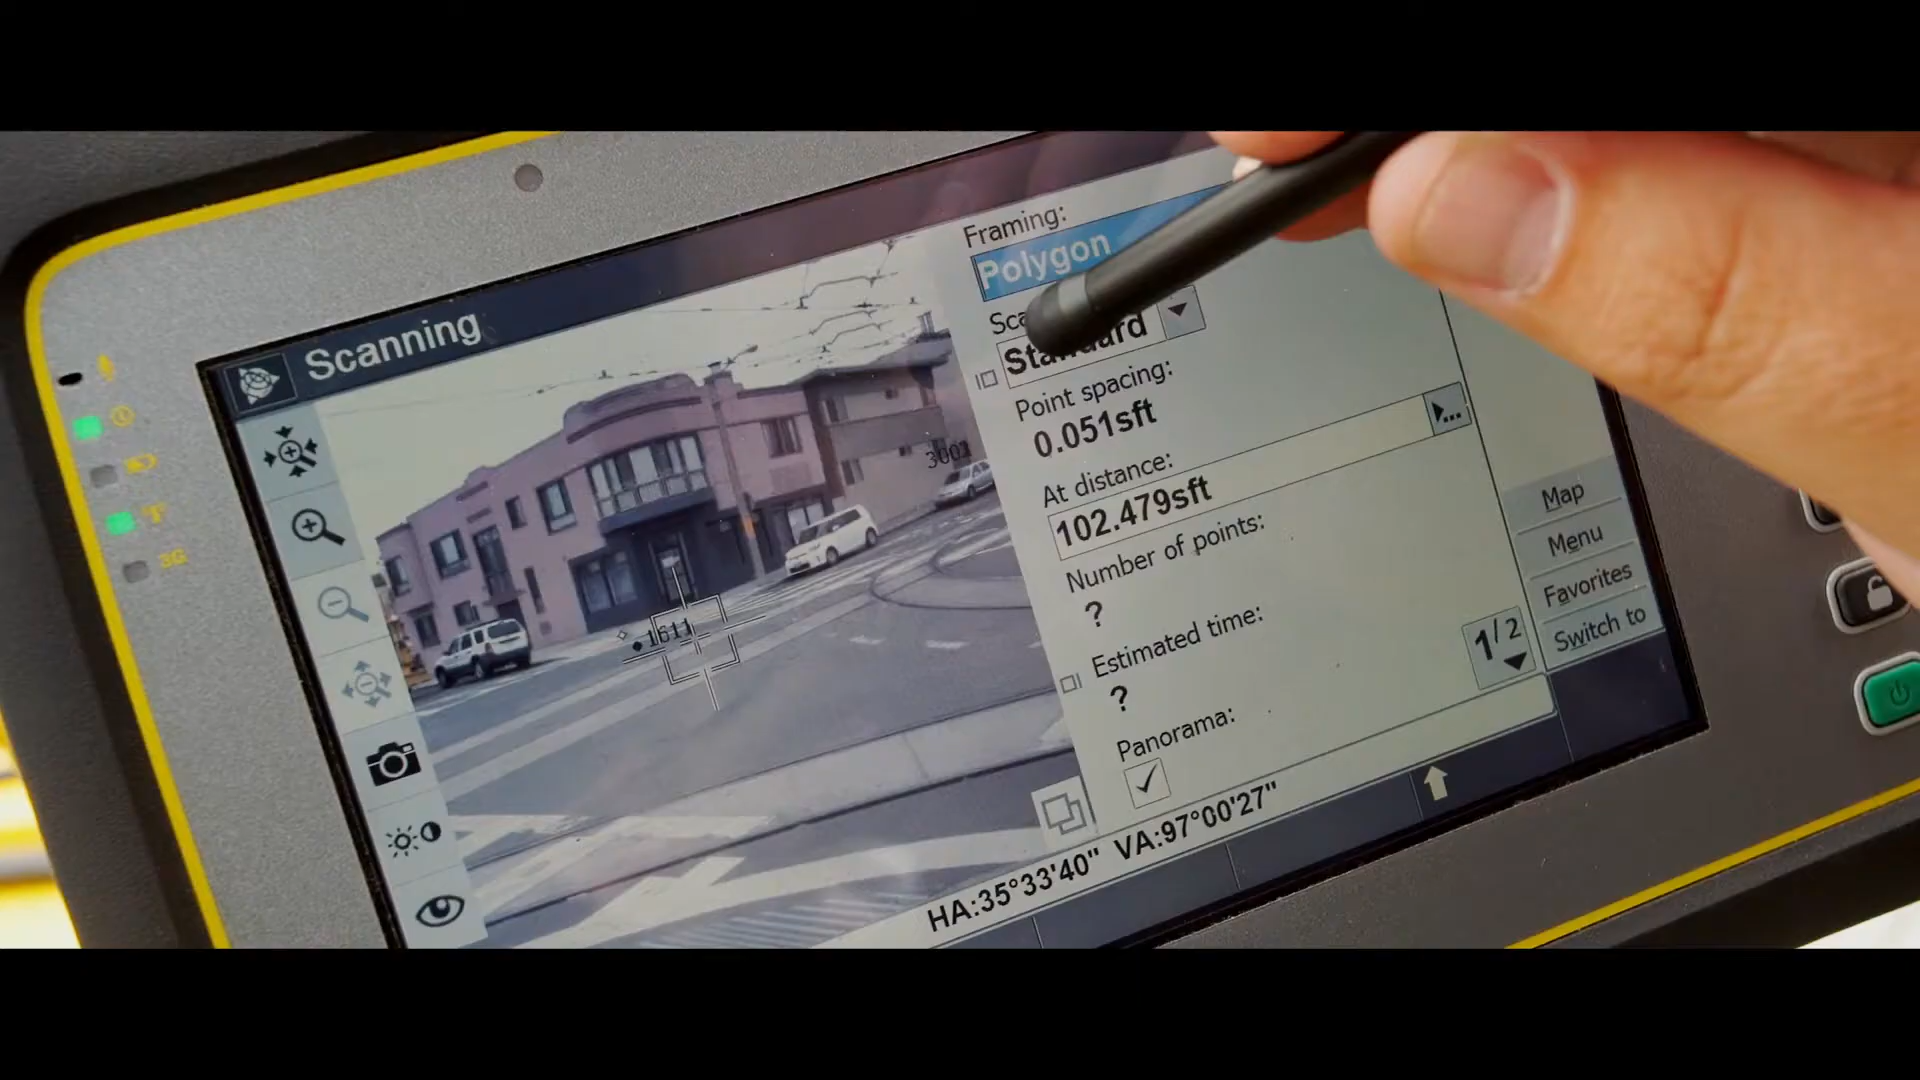 Scanning
Framing:
Polygon
Standard
Point spacing:
0.051sft
At distance:
102.479sft
Number of points:
?
Estimated time:
?
Panorama:
1/2
HA:35°33'40" VA:97°00'27"
Map
Menu
Favorites
Switch to
3001
1611
3G